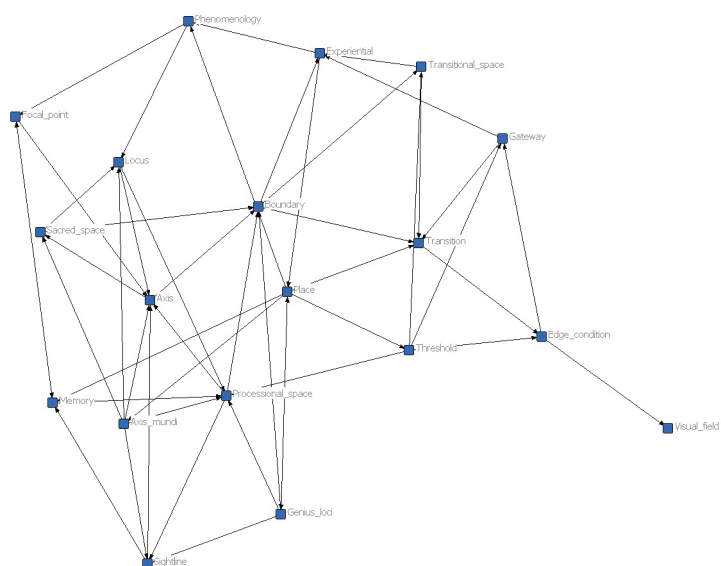 Phenomenology
Experiential
Transitional_space
Focal_point
Gateway
Locus
Boundary
Sacred_space
Transition
Place
Axis
Edge_condition
Threshold
Processional_space
Memory
Axis_mundi
Visual_field
Genius_loci
Sightline